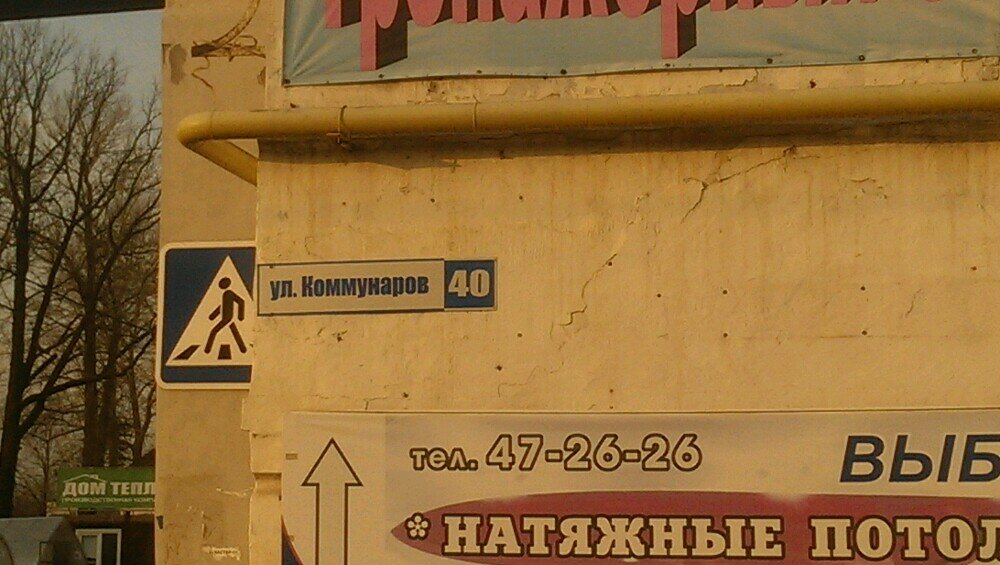 ул. Коммунаров 40
тел. 47-26-26
ВЫБ
НАТЯЖНЫЕ ПОТОЛ
ДОМ ТЕПЛ